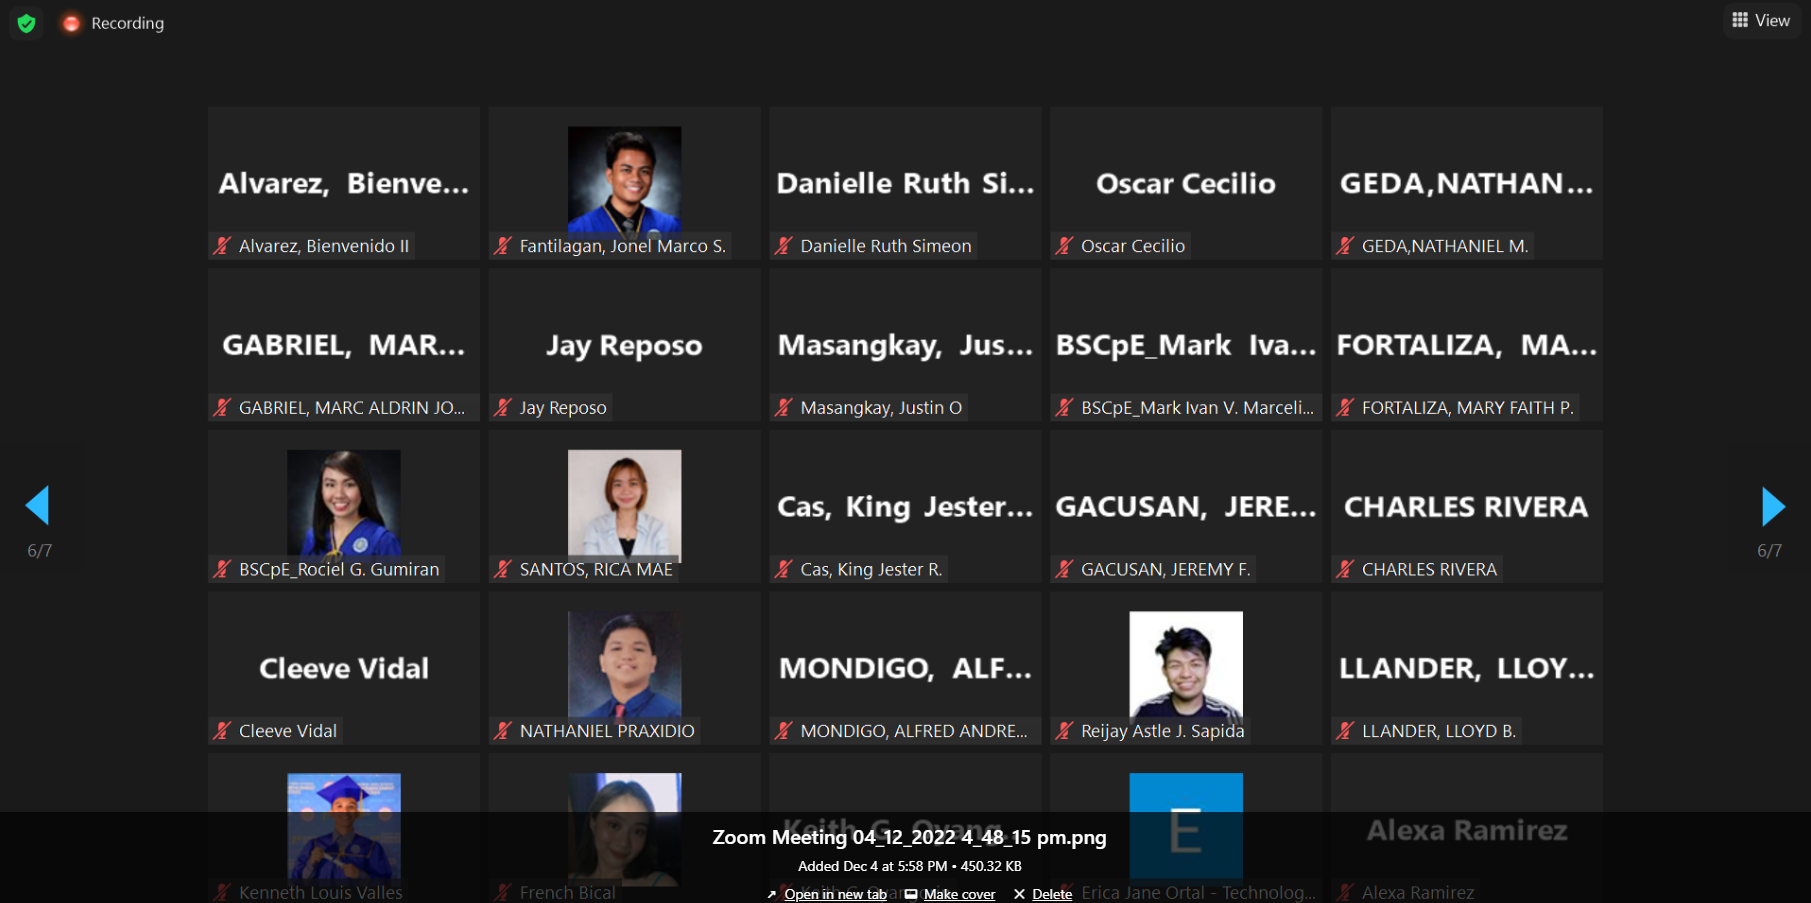 Recording
View
Alvarez, Bienve...
Alvarez, Bienvenido II
Fantilagan, Jonel Marco S.
Danielle Ruth Si...
Danielle Ruth Simeon
Oscar Cecilio
Oscar Cecilio
GEDA,NATHAN...
GEDA,NATHANIEL M.
GABRIEL, MAR...
GABRIEL, MARC ALDRIN JO...
Jay Reposo
Jay Reposo
Masangkay, Jus...
Masangkay, Justin O
BSCpE_Mark Iva...
BSCpE_Mark Ivan V. Marceli...
FORTALIZA, MA...
FORTALIZA, MARY FAITH P.
6/7
BSCpE_Rociel G. Gumiran
SANTOS, RICA MAE
Cas, King Jester...
Cas, King Jester R.
GACUSAN, JERE...
GACUSAN, JEREMY F.
CHARLES RIVERA
CHARLES RIVERA
6/7
Cleeve Vidal
Cleeve Vidal
NATHANIEL PRAXIDIO
MONDIGO, ALF...
MONDIGO, ALFRED ANDRE...
Reijay Astle J. Sapida
LLANDER, LLOY...
LLANDER, LLOYD B.
Kenneth Louis Valles
French Bical
Keith G. Oyang...
E
Erica Jane Ortal - Technolog...
Alexa Ramirez
Alexa Ramirez
Zoom Meeting 04_12_2022 4_48_15 pm.png
Added Dec 4 at 5:58 PM • 450.32 KB
Open in new tab
Make cover
Delete